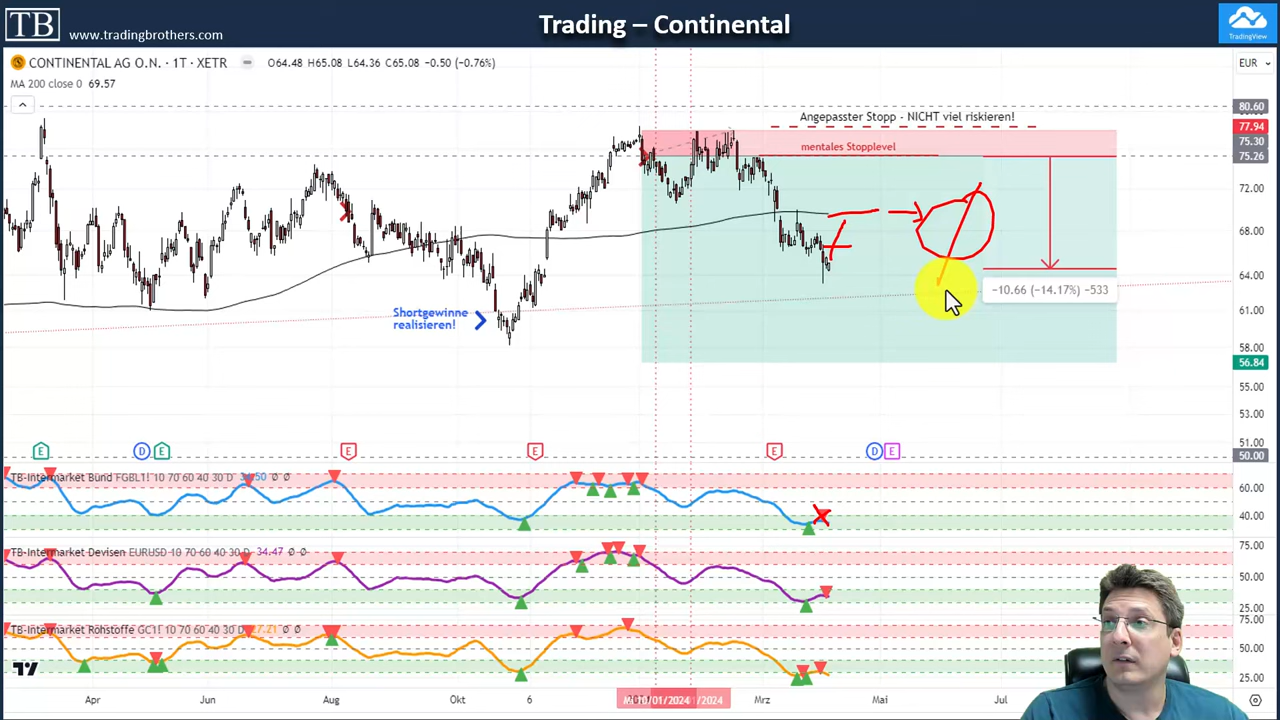 TB
www.tradingbrothers.com
Trading – Continental
TradingView
CONTINENTAL AG O.N. · 1T · XETR O64.48 H65.08 L64.36 C65.08 −0.50 (−0.76%)
EUR
MA 200 close 0 69.57
80.60
Angepasster Stopp - NICHT viel riskieren!
77.94
75.30
mentales Stopplevel
75.26
72.00
68.00
64.00
−10.66 (−14.17%) −533
61.00
Shortgewinne
realisieren!
58.00
56.84
55.00
53.00
51.00
E D E E E E D E
50.00
TB-Intermarket Bund FGBL1! 10 70 60 40 30 D
60.00
40.00
75.00
TB-Intermarket Devisen EURUSD 10 70 60 40 30 D 34.47
50.00
25.00
75.00
TB-Intermarket Rohstoffe GC1! 10 70 60 40 30 D
50.00
25.00
Apr Jun Aug Okt 6 Mrz Mai Jul